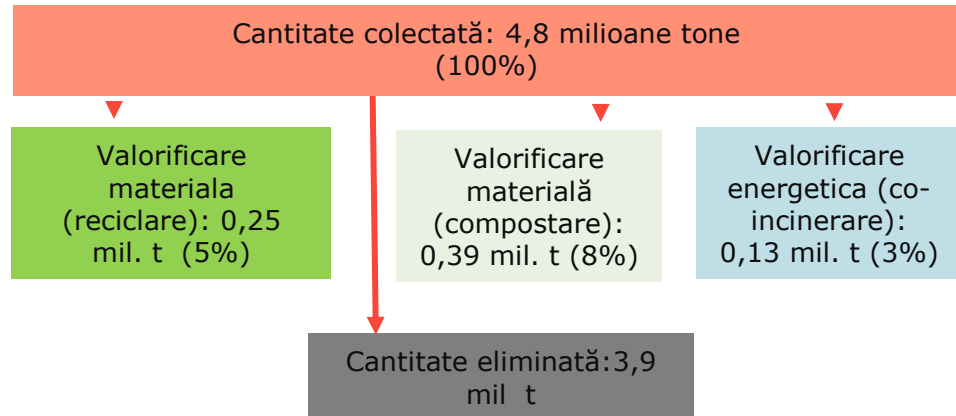 Cantitate colectată: 4,8 milioane tone
(100%)
Valorificare
materiala
(reciclare): 0,25
mil. t (5%)
Valorificare
materială
(compostare):
0,39 mil. t (8%)
Valorificare
energetica (co-
incinerare):
0,13 mil. t (3%)
Cantitate eliminată:3,9
mil t